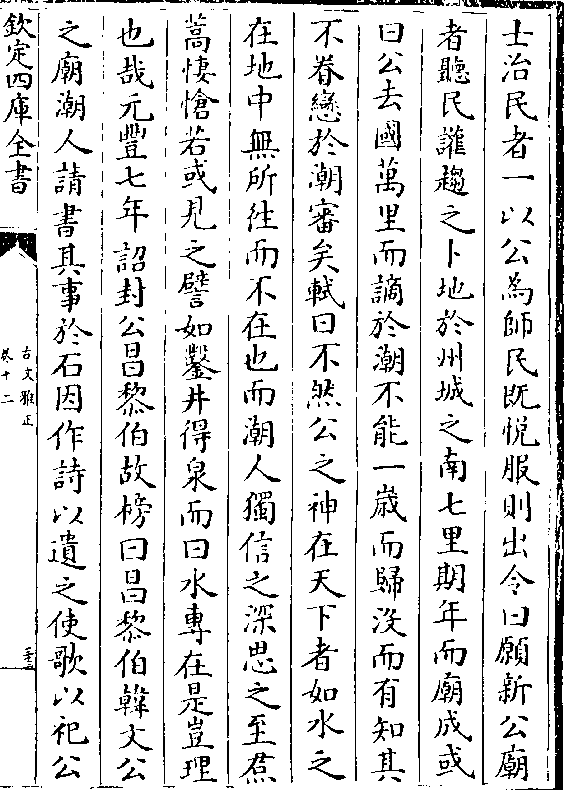 士治民者一以公為師民既悅服則出令曰願新公廟
者聽民讙趨之卜地於州城之南七里期年而廟成或
曰公去國萬里而謫於潮不能一歲而歸沒而有知其
不眷戀於潮審矣軾曰不然公之神在天下者如水之
在地中無所往而不在也而潮人獨信之深思之至焄
蒿悽愴若或見之譬如鑿井得泉而曰水專在是豈理
也哉元豐七年詔封公昌黎伯故榜曰昌黎伯韓文公
之廟潮人請書其事於石因作詩以遺之使歌以祀公
欽定四庫全書
古文雅正
卷十二